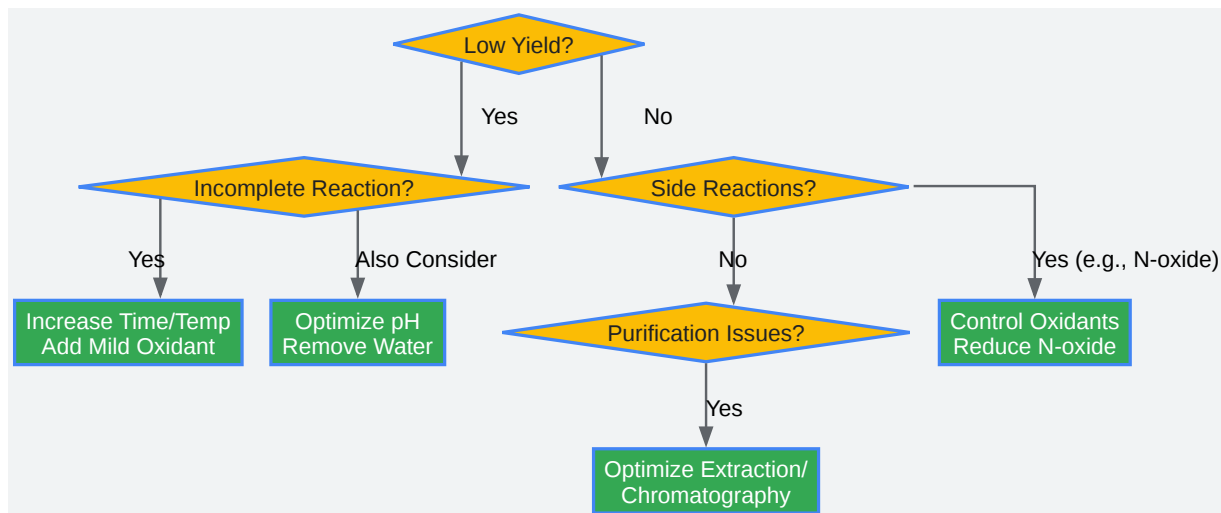 Low Yield?
Yes
No
Incomplete Reaction?
Side Reactions?
Yes
Also Consider
No
Yes (e.g., N-oxide)
Increase Time/Temp
Add Mild Oxidant
Optimize pH
Remove Water
Purification Issues?
Control Oxidants
Reduce N-oxide
Yes
Optimize Extraction/
Chromatography